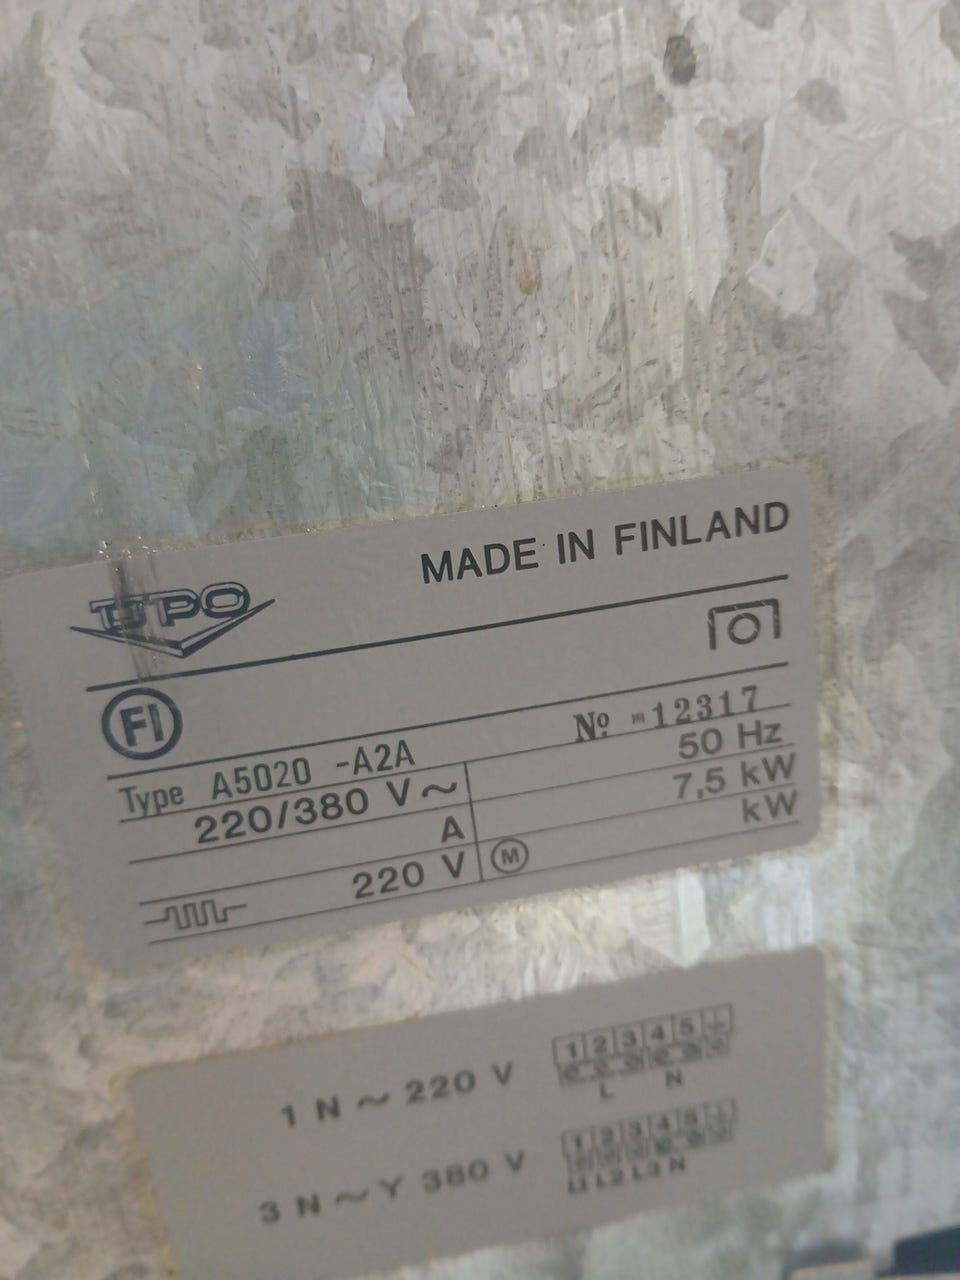 MADE IN FINLAND
UPO
FI
Type A5020 -A2A № 12317
220/380 V~ 50 Hz
A 7,5 kW
220 V M kW
1 N ~ 220 V 1 2 3 4 5
L N
3 N ~ Y 380 V 1 2 3 4 5
L1 L2 L3 N